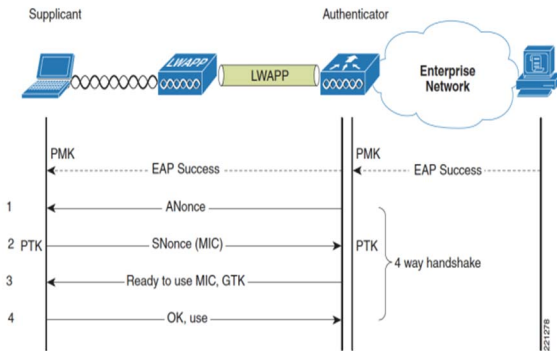 Supplicant
Authenticator
LWAPP
LWAPP
Enterprise
Network
PMK
PMK
EAP Success
EAP Success
1
ANonce
2
PTK
SNonce (MIC)
PTK
4 way handshake
3
Ready to use MIC, GTK
4
OK, use
221278